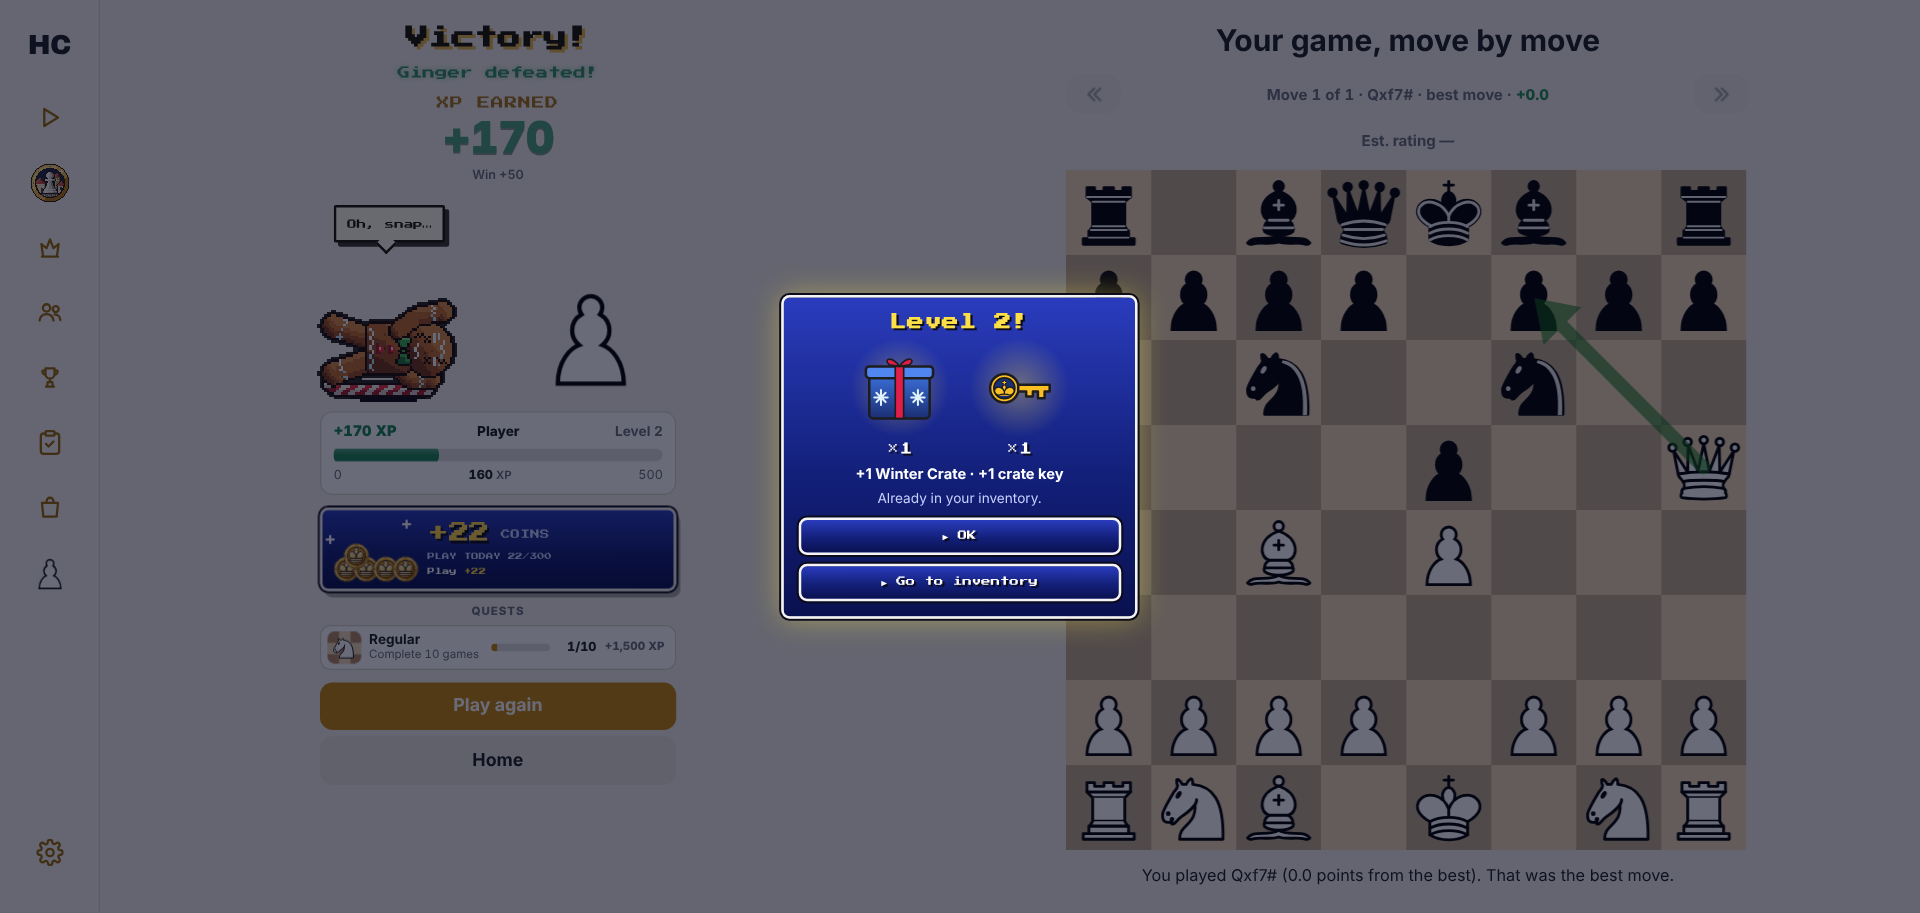 HC
Victory!
Ginger defeated!
XP EARNED
+170
Win +50
Oh, snap…
+170 XP Player Level 2
0 160 XP 500
+22 COINS
PLAY TODAY 22/300
Play +22
QUESTS
Regular
Complete 10 games
1/10 +1,500 XP
Play again
Home
Level 2!
×1 ×1
+1 Winter Crate · +1 crate key
Already in your inventory.
▸ OK
▸ Go to inventory
Your game, move by move
Move 1 of 1 · Qxf7# · best move · +0.0
Est. rating —
You played Qxf7# (0.0 points from the best). That was the best move.